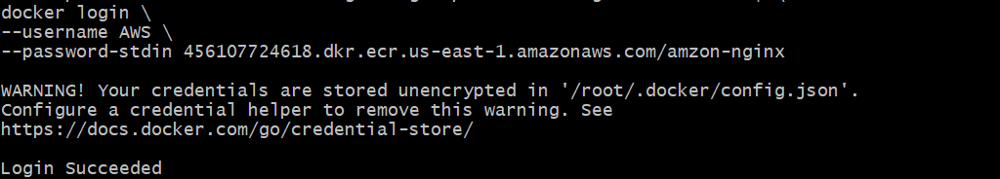 docker login \
--username AWS \
--password-stdin 456107724618.dkr.ecr.us-east-1.amazonaws.com/amzon-nginx
WARNING! Your credentials are stored unencrypted in '/root/.docker/config.json'.
Configure a credential helper to remove this warning. See
https://docs.docker.com/go/credential-store/
Login Succeeded